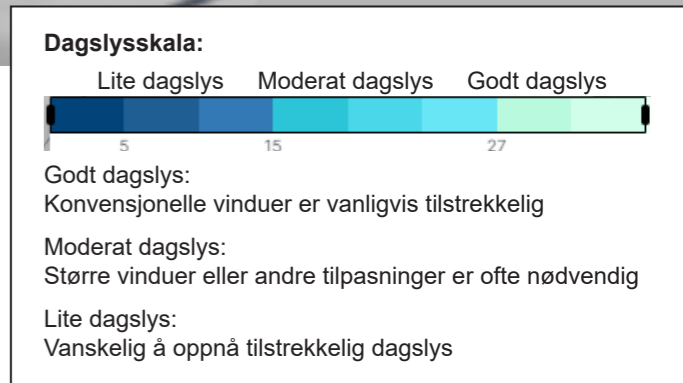 Dagslysskala:
Lite dagslys Moderat dagslys Godt dagslys
5 15 27
Godt dagslys:
Konvensjonelle vinduer er vanligvis tilstrekkelig
Moderat dagslys:
Større vinduer eller andre tilpasninger er ofte nødvendig
Lite dagslys:
Vanskelig å oppnå tilstrekkelig dagslys